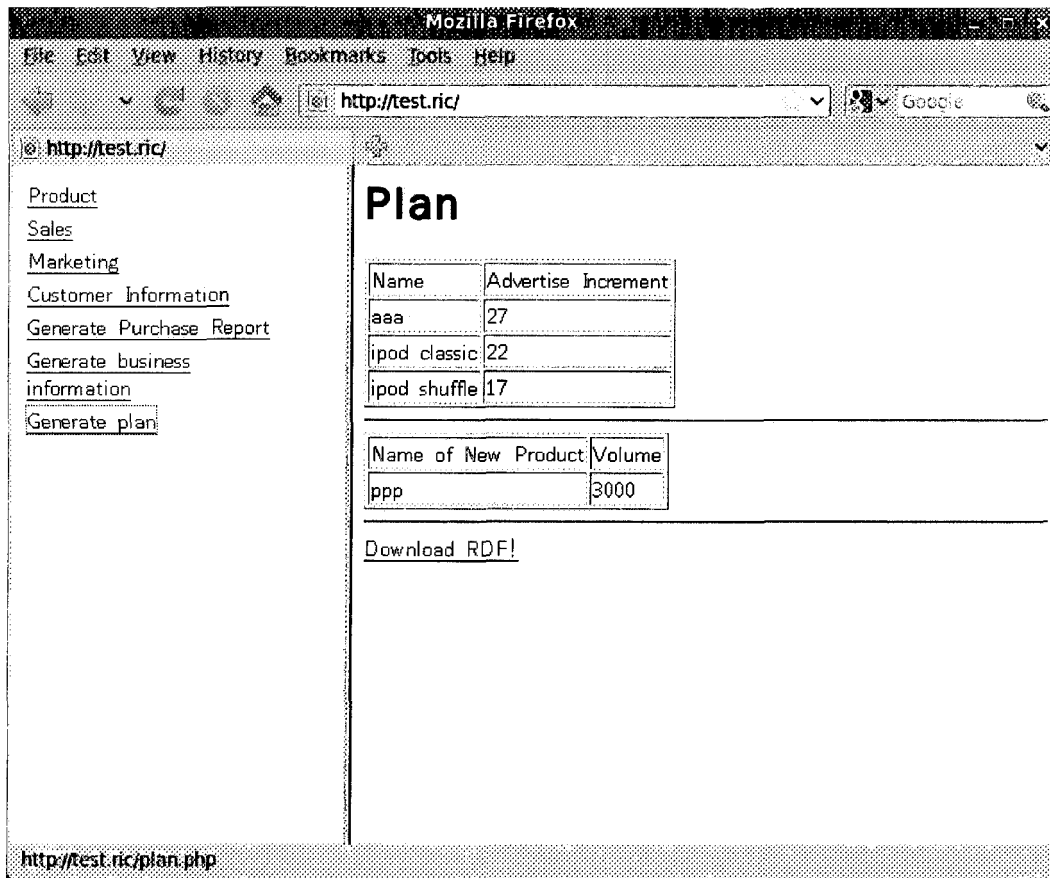 Mozilla Firefox
File Edit View History Bookmarks Tools Help
http://test.ric/
Google
http://test.ric/
Product
Sales
Marketing
Customer Information
Generate Purchase Report
Generate business
information
Generate plan
Plan
Name Advertise Increment
aaa 27
ipod classic 22
ipod shuffle 17
Name of New Product Volume
ppp 3000
Download RDF!
http://test.ric/plan.php